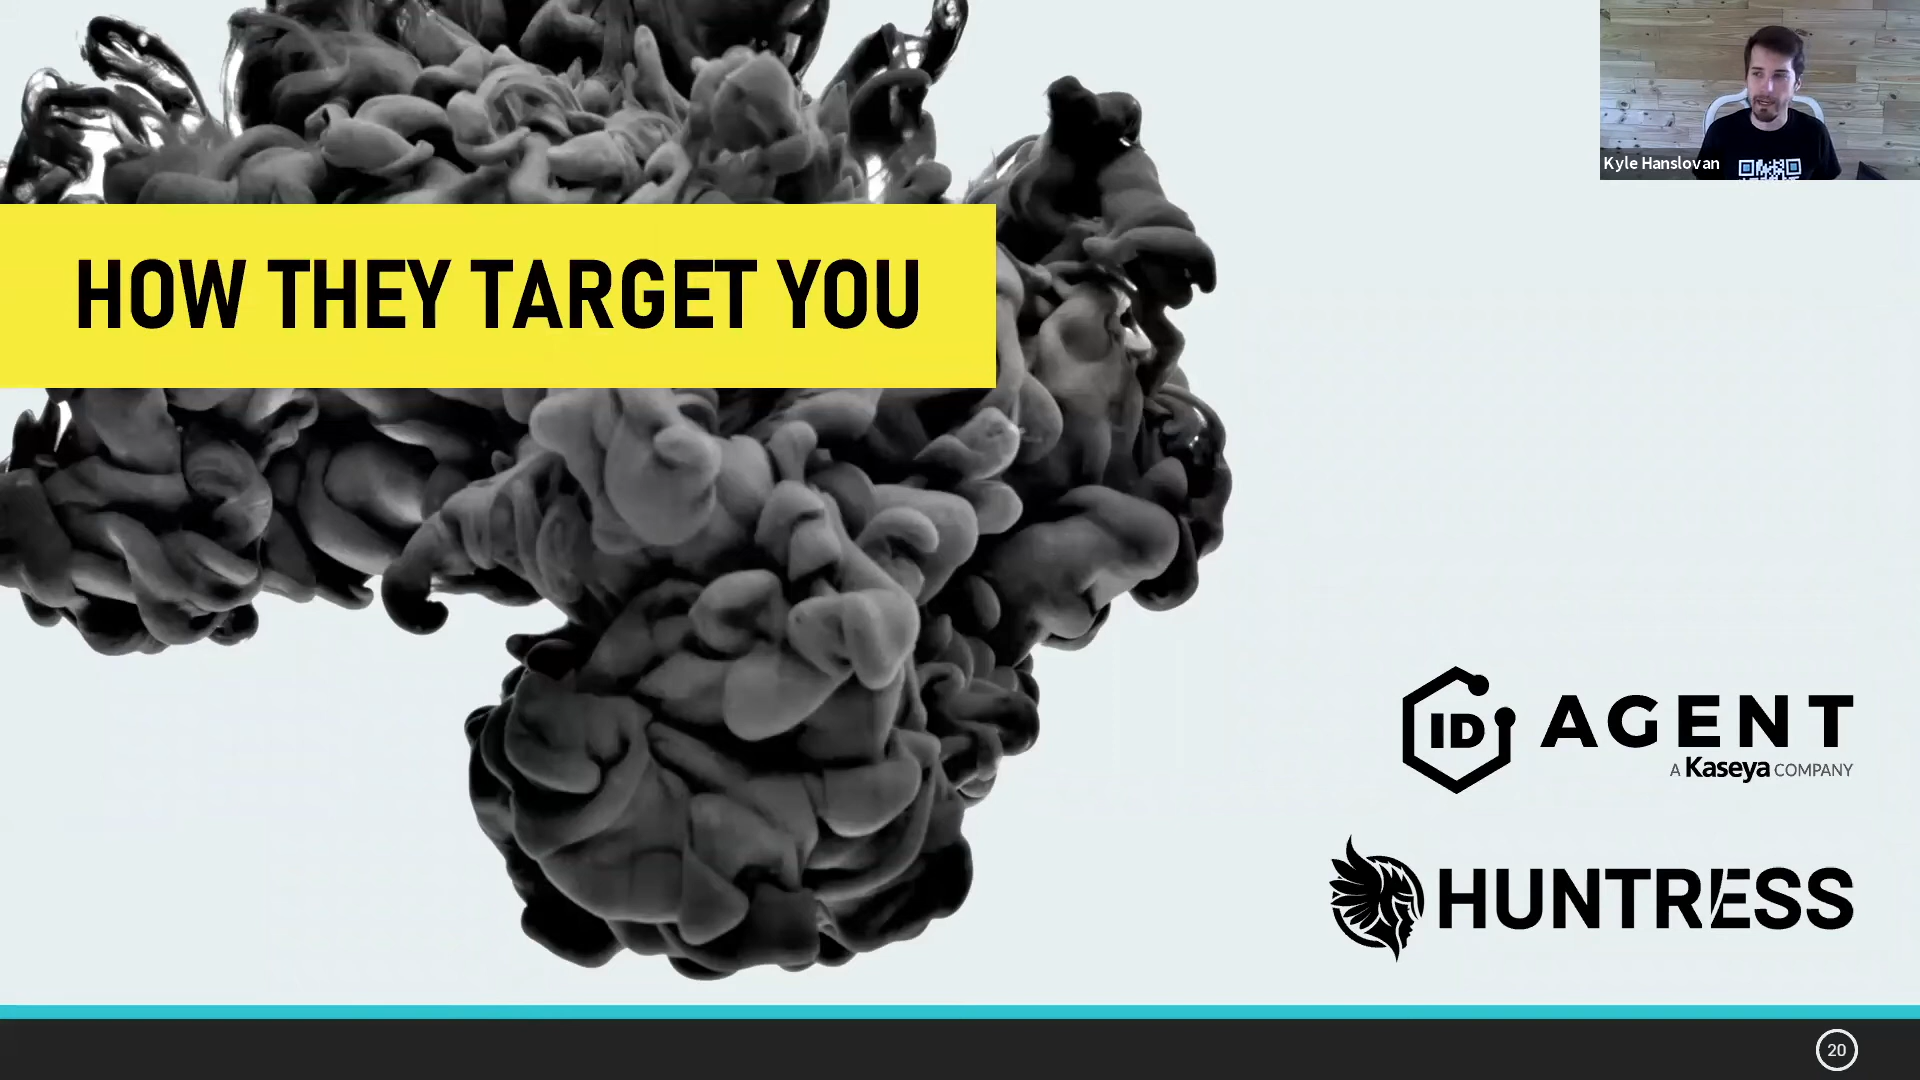 Kyle Hanslovan
HOW THEY TARGET YOU
ID AGENT
A Kaseya COMPANY
HUNTRESS
20